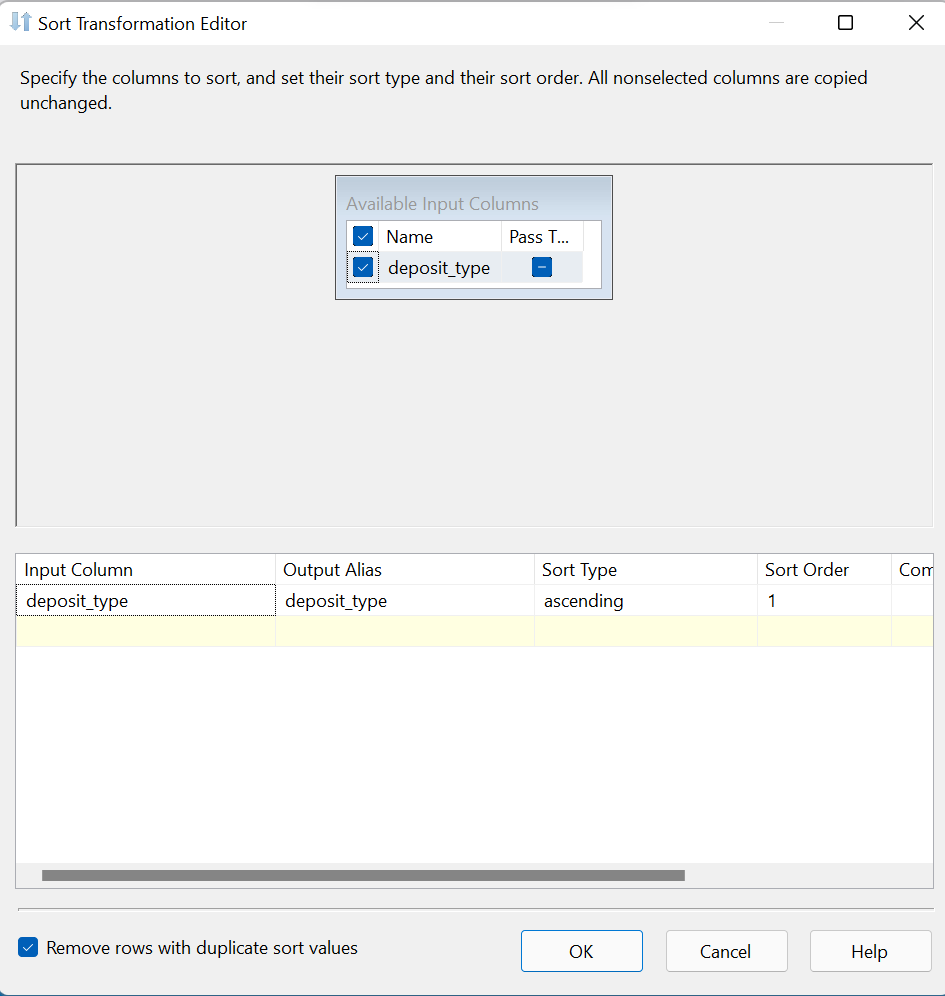 Sort Transformation Editor
Specify the columns to sort, and set their sort type and their sort order. All nonselected columns are copied
unchanged.
Available Input Columns
Name Pass T...
deposit_type
Input Column Output Alias Sort Type Sort Order Com
deposit_type deposit_type ascending 1
Remove rows with duplicate sort values OK Cancel Help